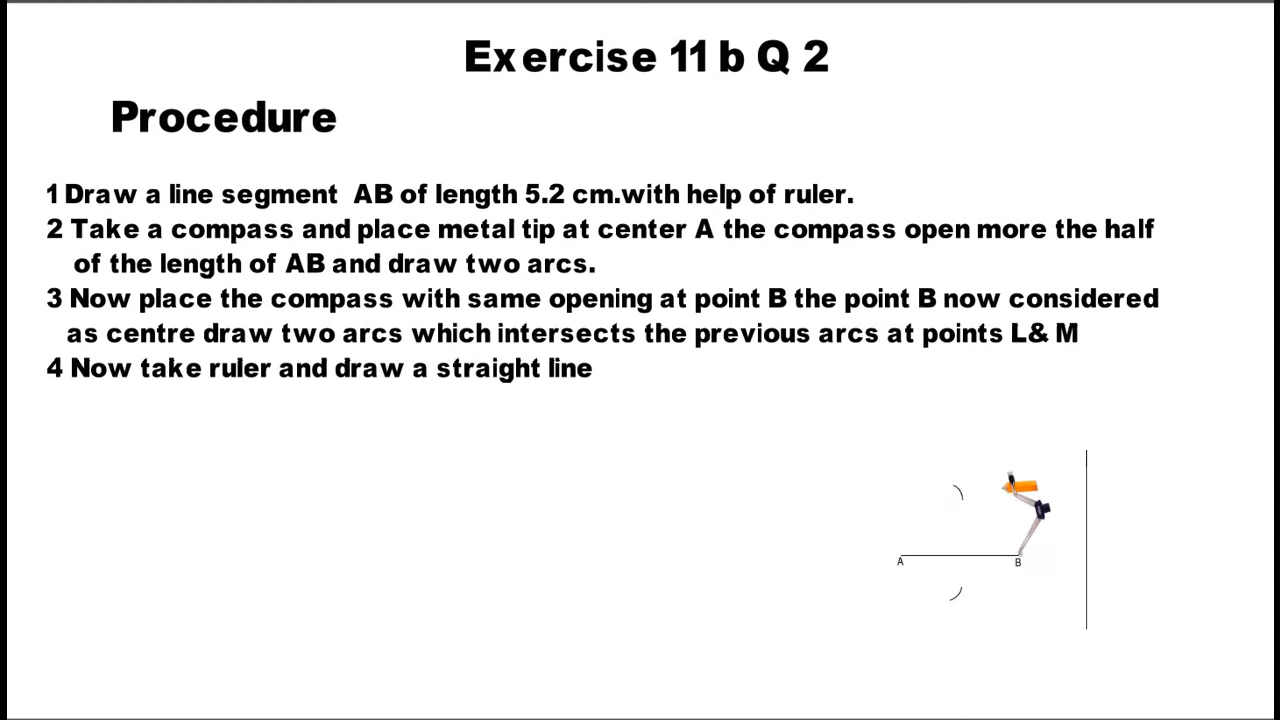 Exercise 11 b Q 2
Procedure
1 Draw a line segment AB of length 5.2 cm.with help of ruler.
2 Take a compass and place metal tip at center A the compass open more the half
of the length of AB and draw two arcs.
3 Now place the compass with same opening at point B the point B now considered
as centre draw two arcs which intersects the previous arcs at points L& M
4 Now take ruler and draw a straight line
A
B